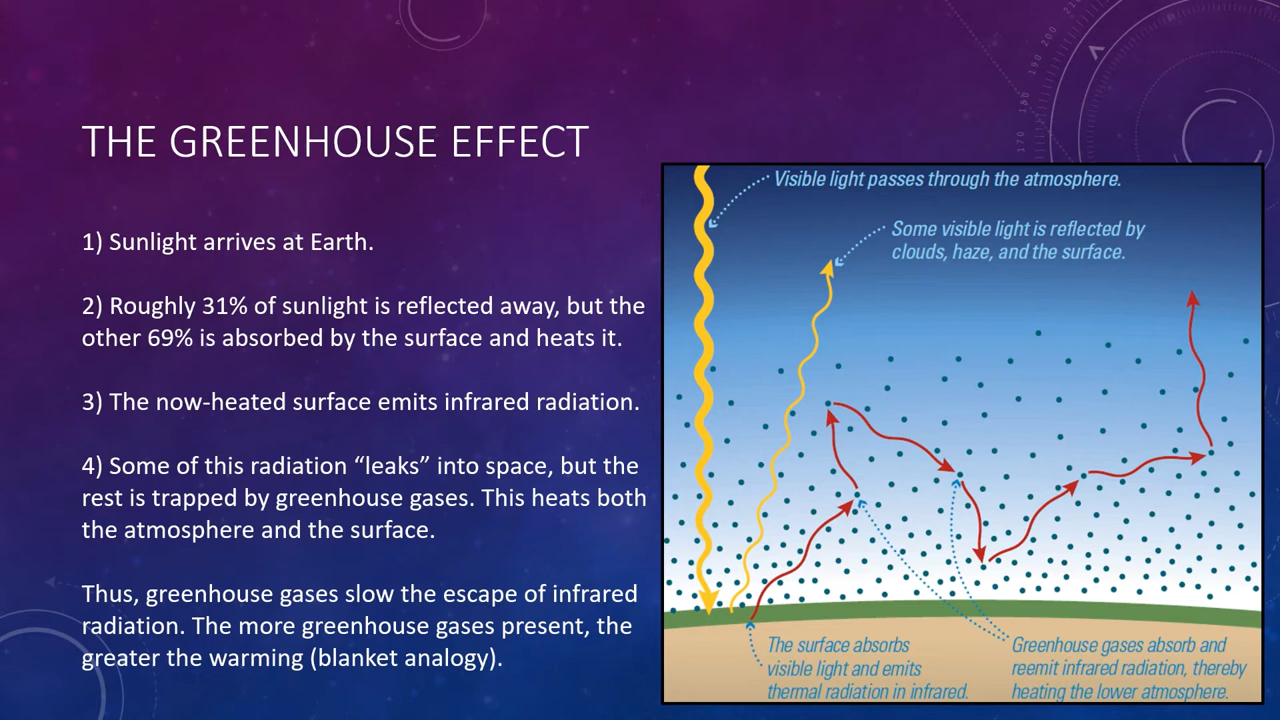 THE GREENHOUSE EFFECT
1) Sunlight arrives at Earth.
2) Roughly 31% of sunlight is reflected away, but the
other 69% is absorbed by the surface and heats it.
3) The now-heated surface emits infrared radiation.
4) Some of this radiation “leaks” into space, but the
rest is trapped by greenhouse gases. This heats both
the atmosphere and the surface.
Thus, greenhouse gases slow the escape of infrared
radiation. The more greenhouse gases present, the
greater the warming (blanket analogy).
Visible light passes through the atmosphere.
Some visible light is reflected by
clouds, haze, and the surface.
The surface absorbs
visible light and emits
thermal radiation in infrared.
Greenhouse gases absorb and
reemit infrared radiation, thereby
heating the lower atmosphere.
170
180
190
200